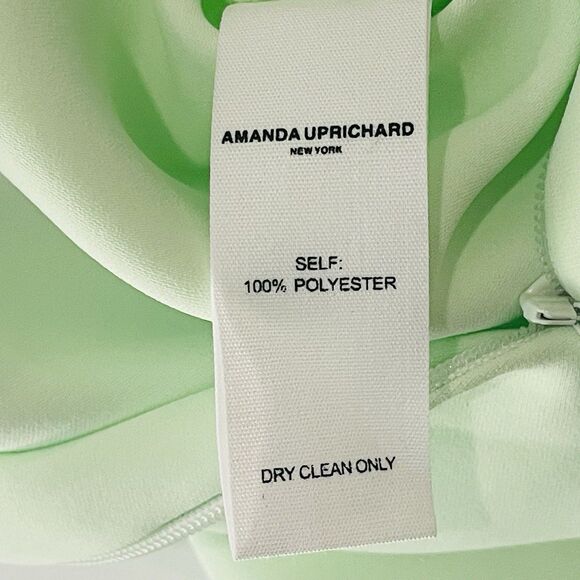 AMANDA UPRICHARD
NEW YORK
SELF:
100% POLYESTER
DRY CLEAN ONLY